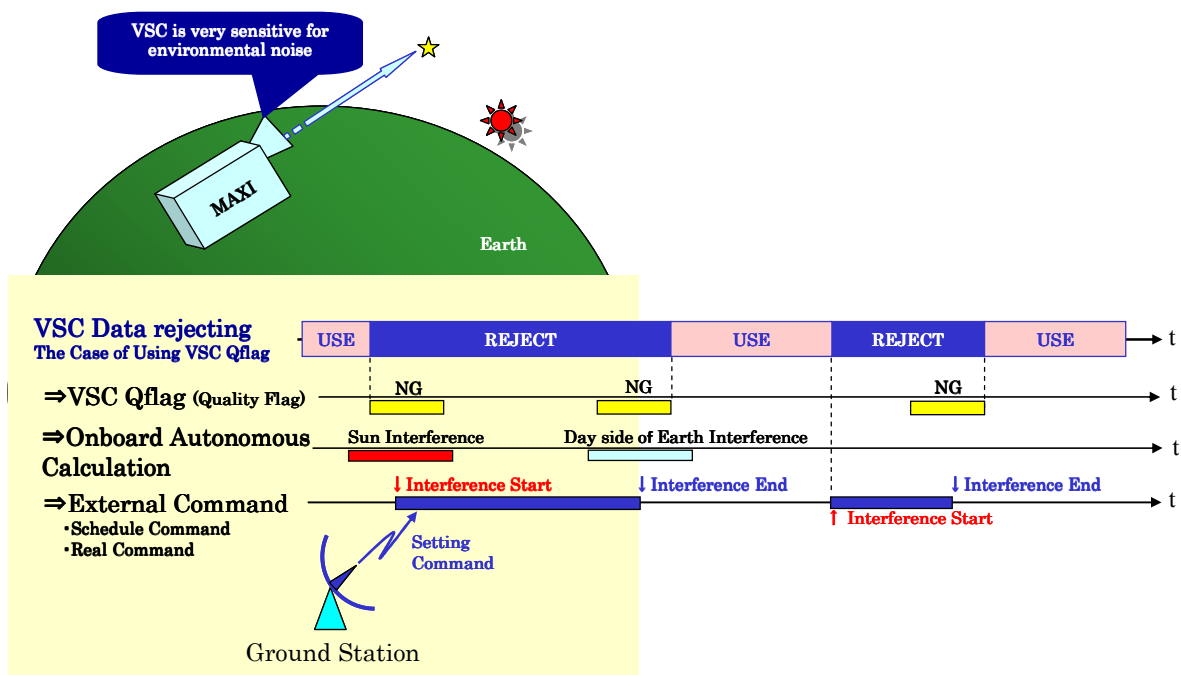 VSC is very sensitive for
environmental noise
MAXI
Earth
VSC Data rejecting
The Case of Using VSC Qflag
USE
REJECT
USE
REJECT
USE
t
⇒VSC Qflag (Quality Flag)
NG
NG
NG
t
⇒Onboard Autonomous
Calculation
Sun Interference
Day side of Earth Interference
t
⇒External Command
・Schedule Command
・Real Command
↓Interference Start
↓Interference End
↓Interference End
t
↑ Interference Start
Setting
Command
Ground Station